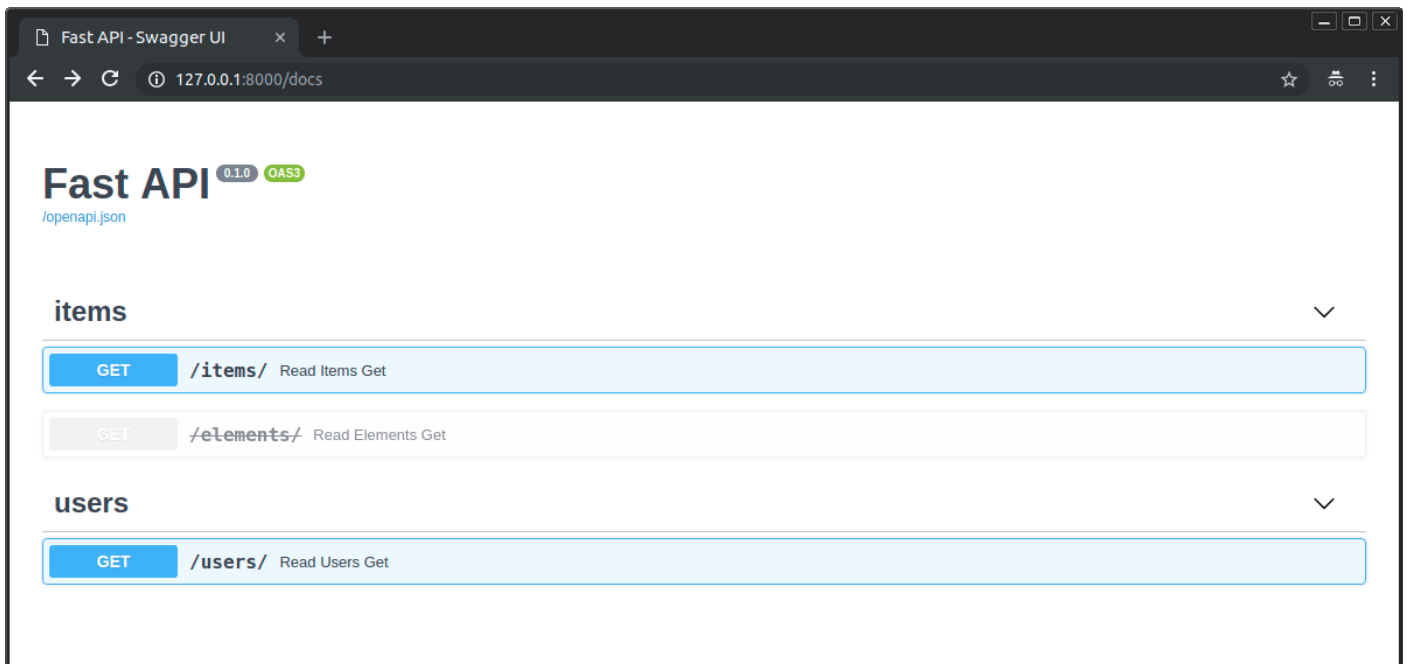 Fast API - Swagger UI
127.0.0.1:8000/docs
Fast API 0.1.0 OAS3
/openapi.json
items
GET /items/ Read Items Get
GET /elements/ Read Elements Get
users
GET /users/ Read Users Get